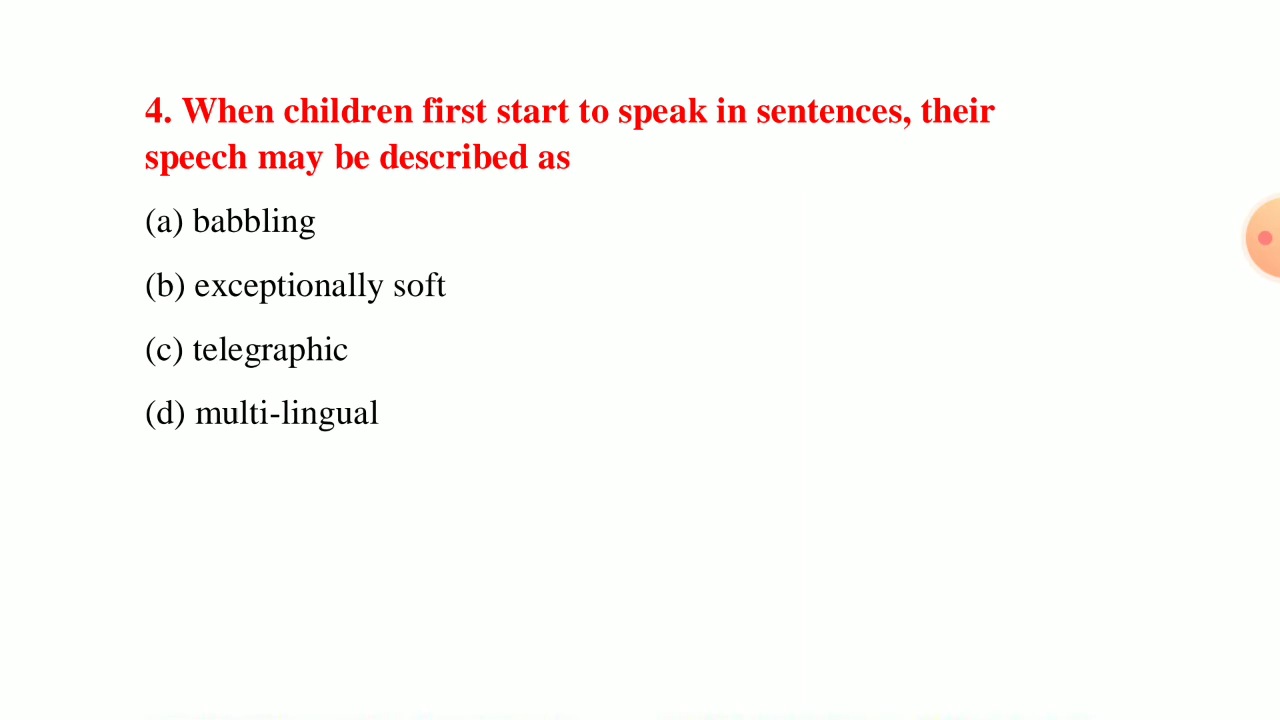 4. When children first start to speak in sentences, their
speech may be described as
(a) babbling
(b) exceptionally soft
(c) telegraphic
(d) multi-lingual